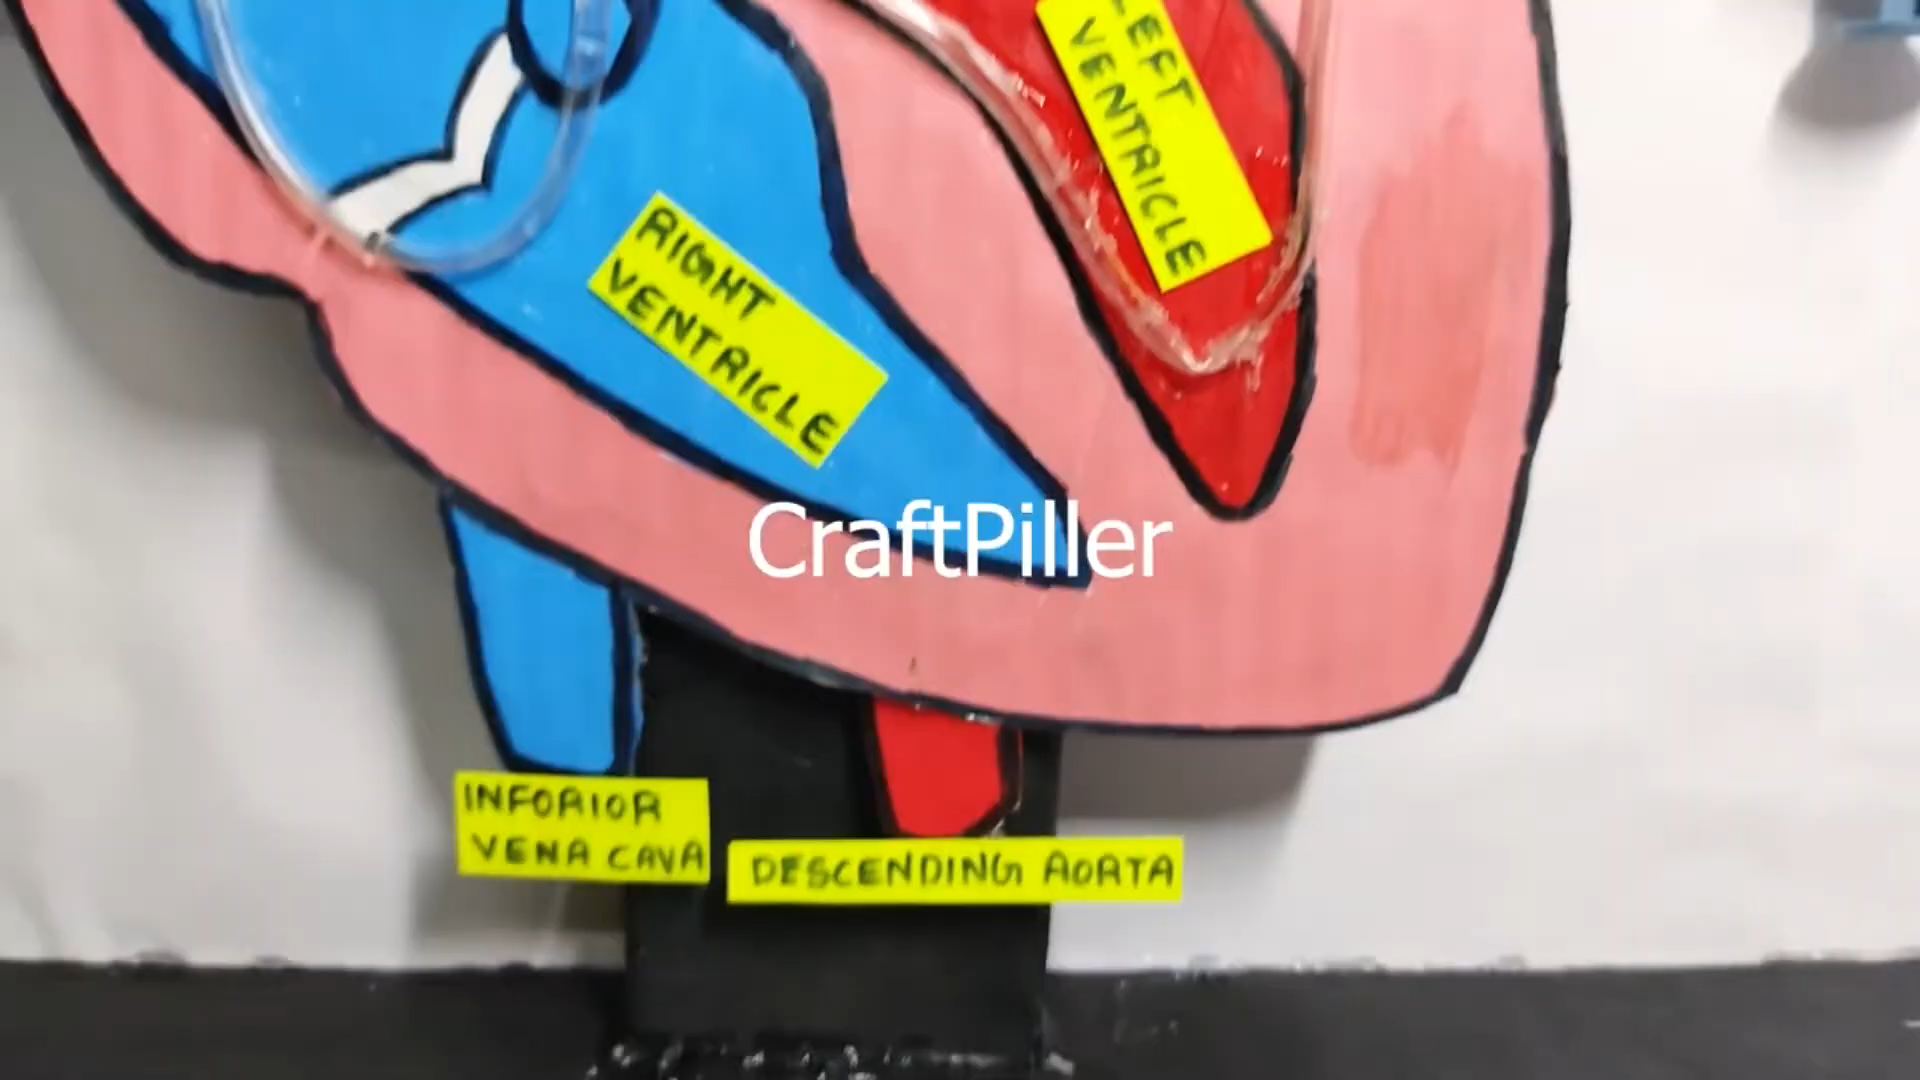 LEFT
VENTRICLE
RIGHT
VENTRICLE
CraftPiller
INFORIOR
VENA CAVA
DESCENDING AORTA